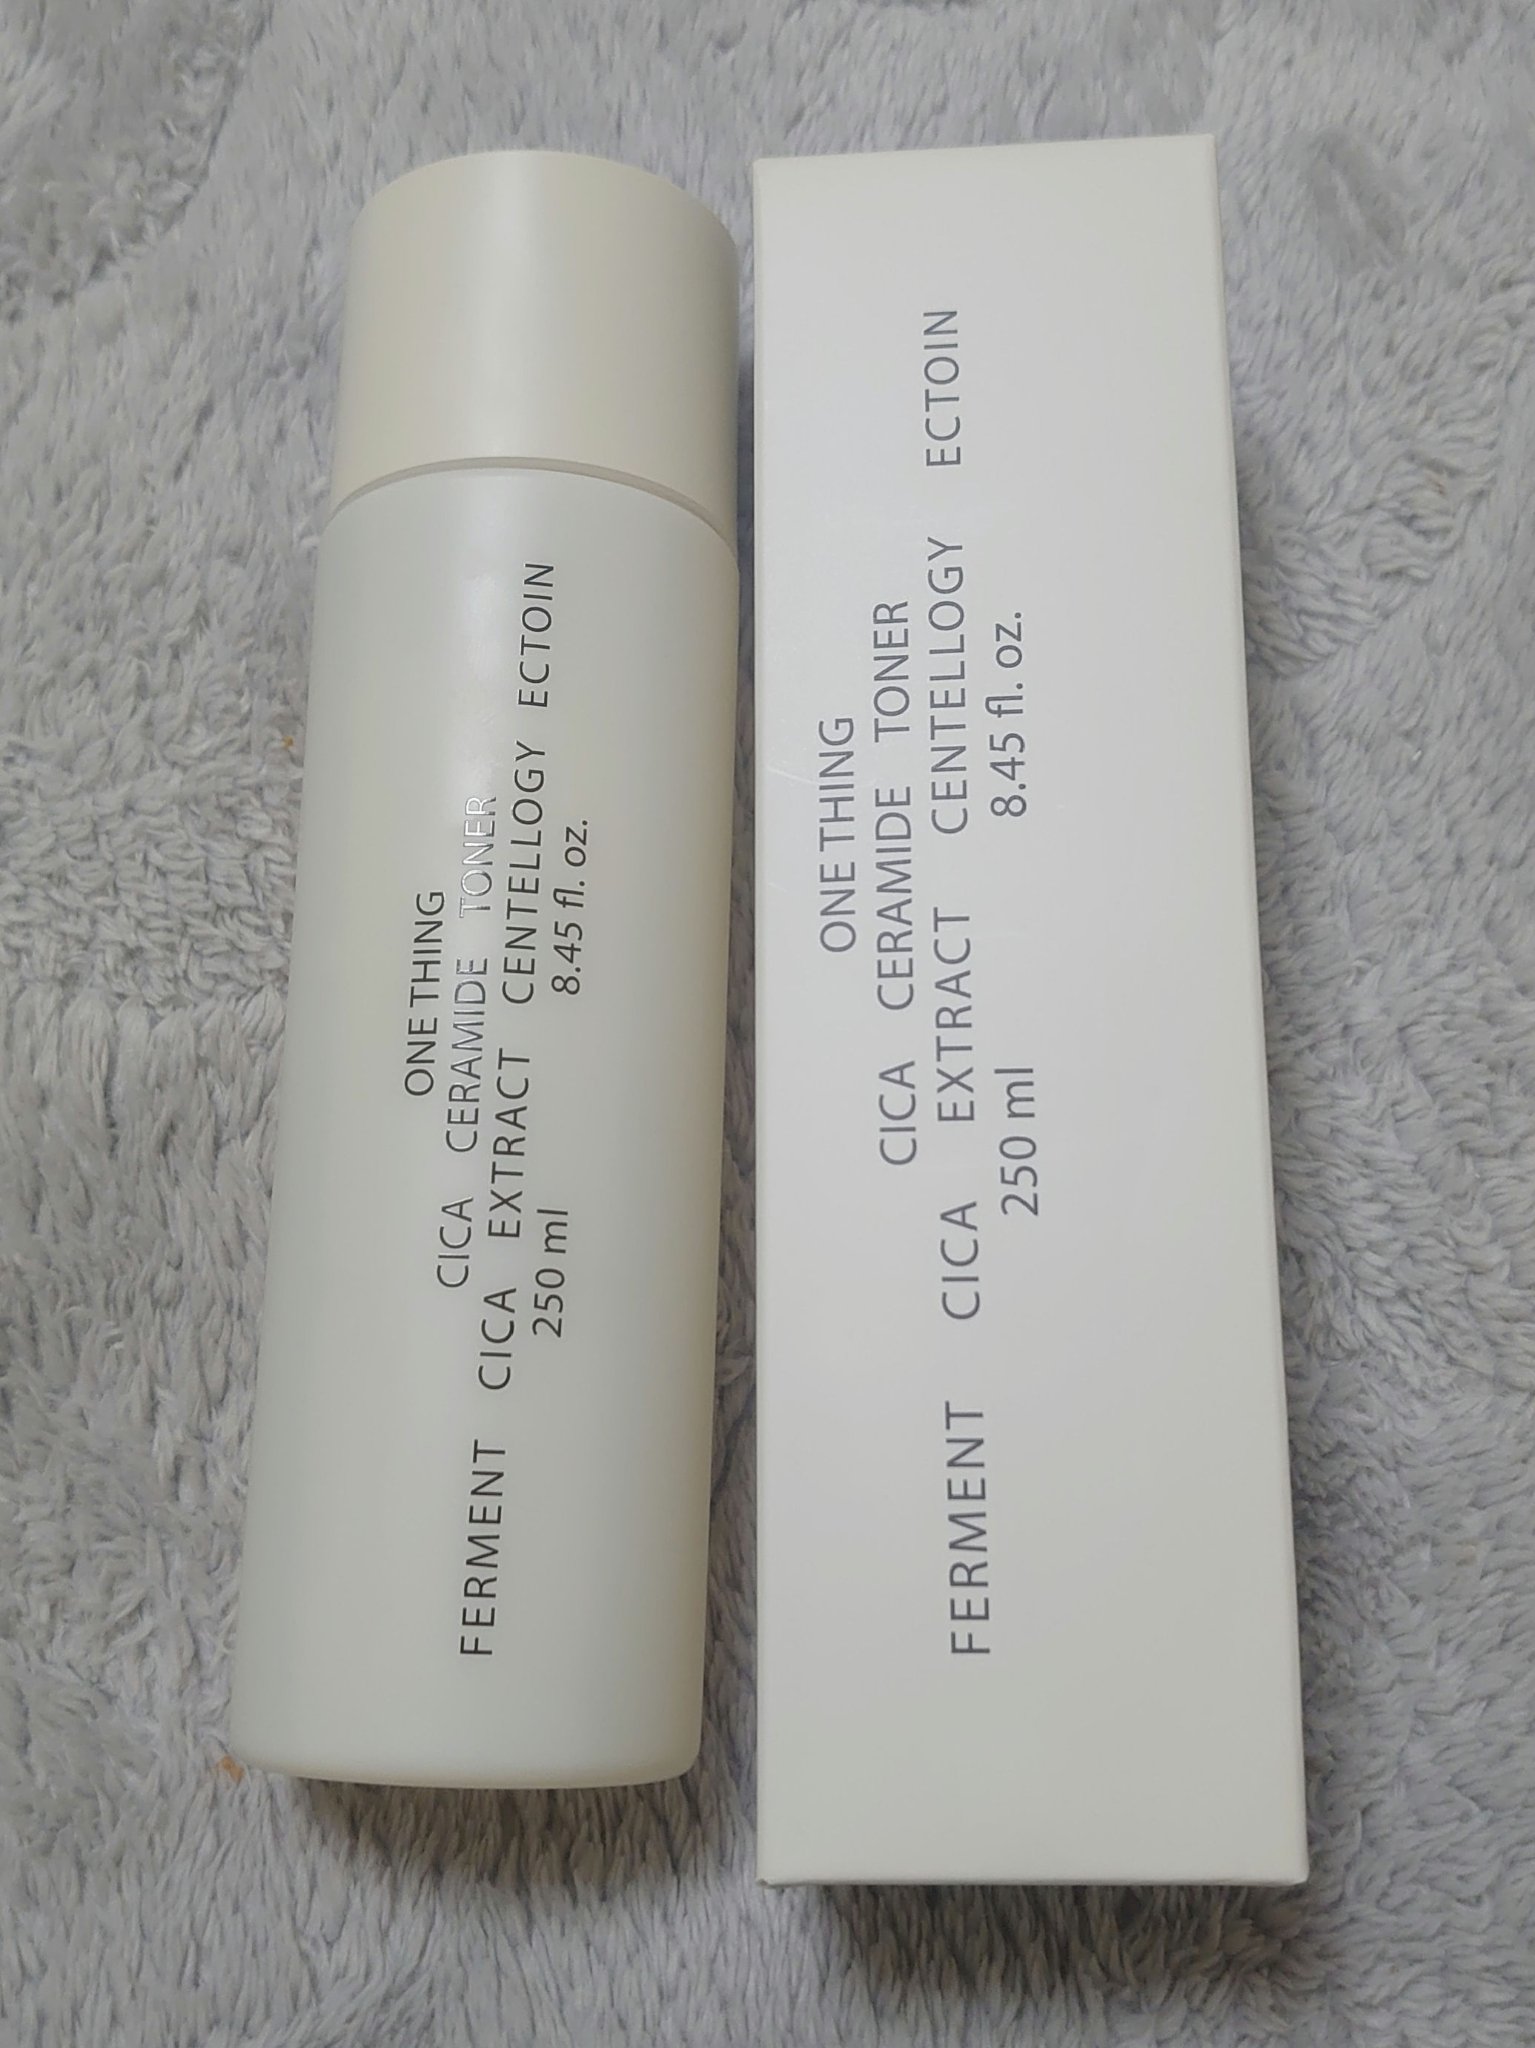 ONE THING
CICA CERAMIDE TONER
FERMENT CICA EXTRACT CENTELLOGY ECTOIN
250 ml 8.45 fl. oz.
ONE THING
CICA CERAMIDE TONER
FERMENT CICA EXTRACT CENTELLOGY ECTOIN
250 ml 8.45 fl. oz.